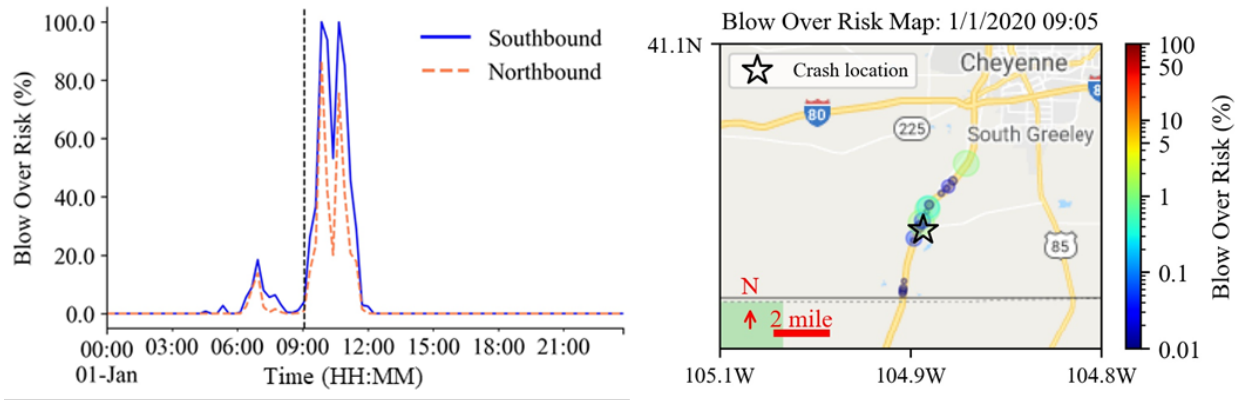 100.0
80.0
60.0
40.0
20.0
0.0
Blow Over Risk (%)
Southbound
Northbound
00:00 03:00 06:00 09:00 12:00 15:00 18:00 21:00
01-Jan
Time (HH:MM)
Blow Over Risk Map: 1/1/2020 09:05
41.1N
Crash location
Cheyenne
80
8
225
South Greeley
85
N
2 mile
105.1W 104.9W 104.8W
100
50
10
5
1
0.1
0.01
Blow Over Risk (%)